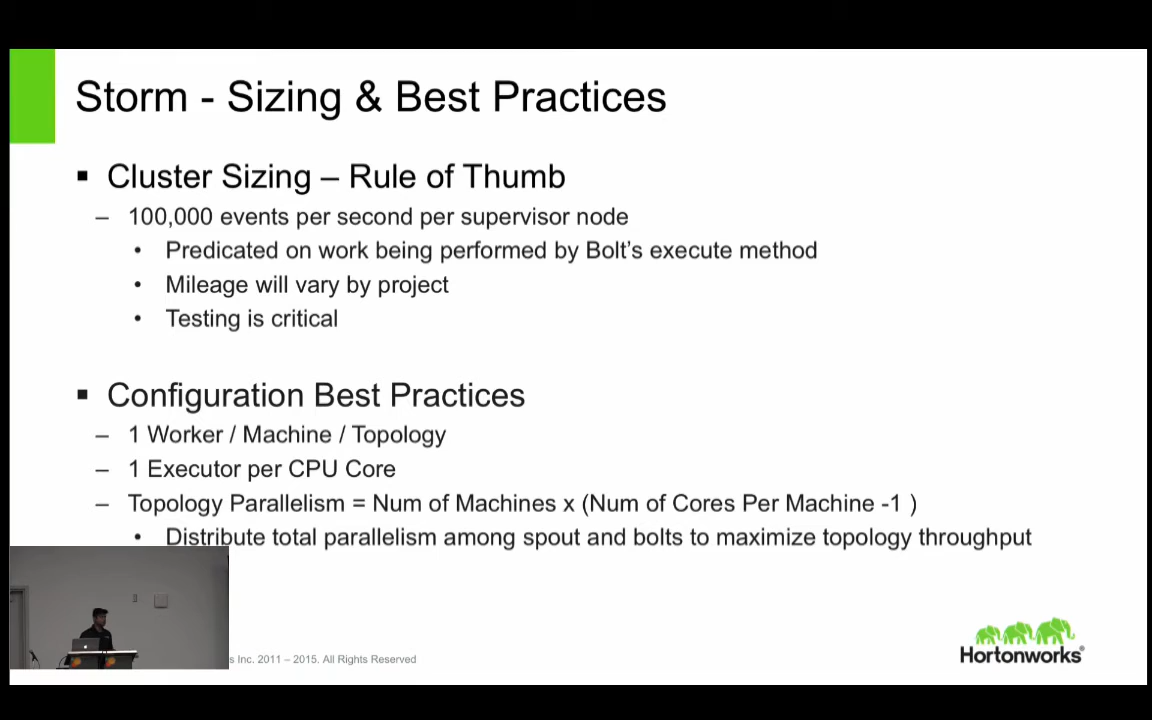 Storm - Sizing & Best Practices
▪ Cluster Sizing – Rule of Thumb
– 100,000 events per second per supervisor node
• Predicated on work being performed by Bolt’s execute method
• Mileage will vary by project
• Testing is critical
▪ Configuration Best Practices
– 1 Worker / Machine / Topology
– 1 Executor per CPU Core
– Topology Parallelism = Num of Machines x (Num of Cores Per Machine -1 )
• Distribute total parallelism among spout and bolts to maximize topology throughput
s Inc. 2011 – 2015. All Rights Reserved
Hortonworks